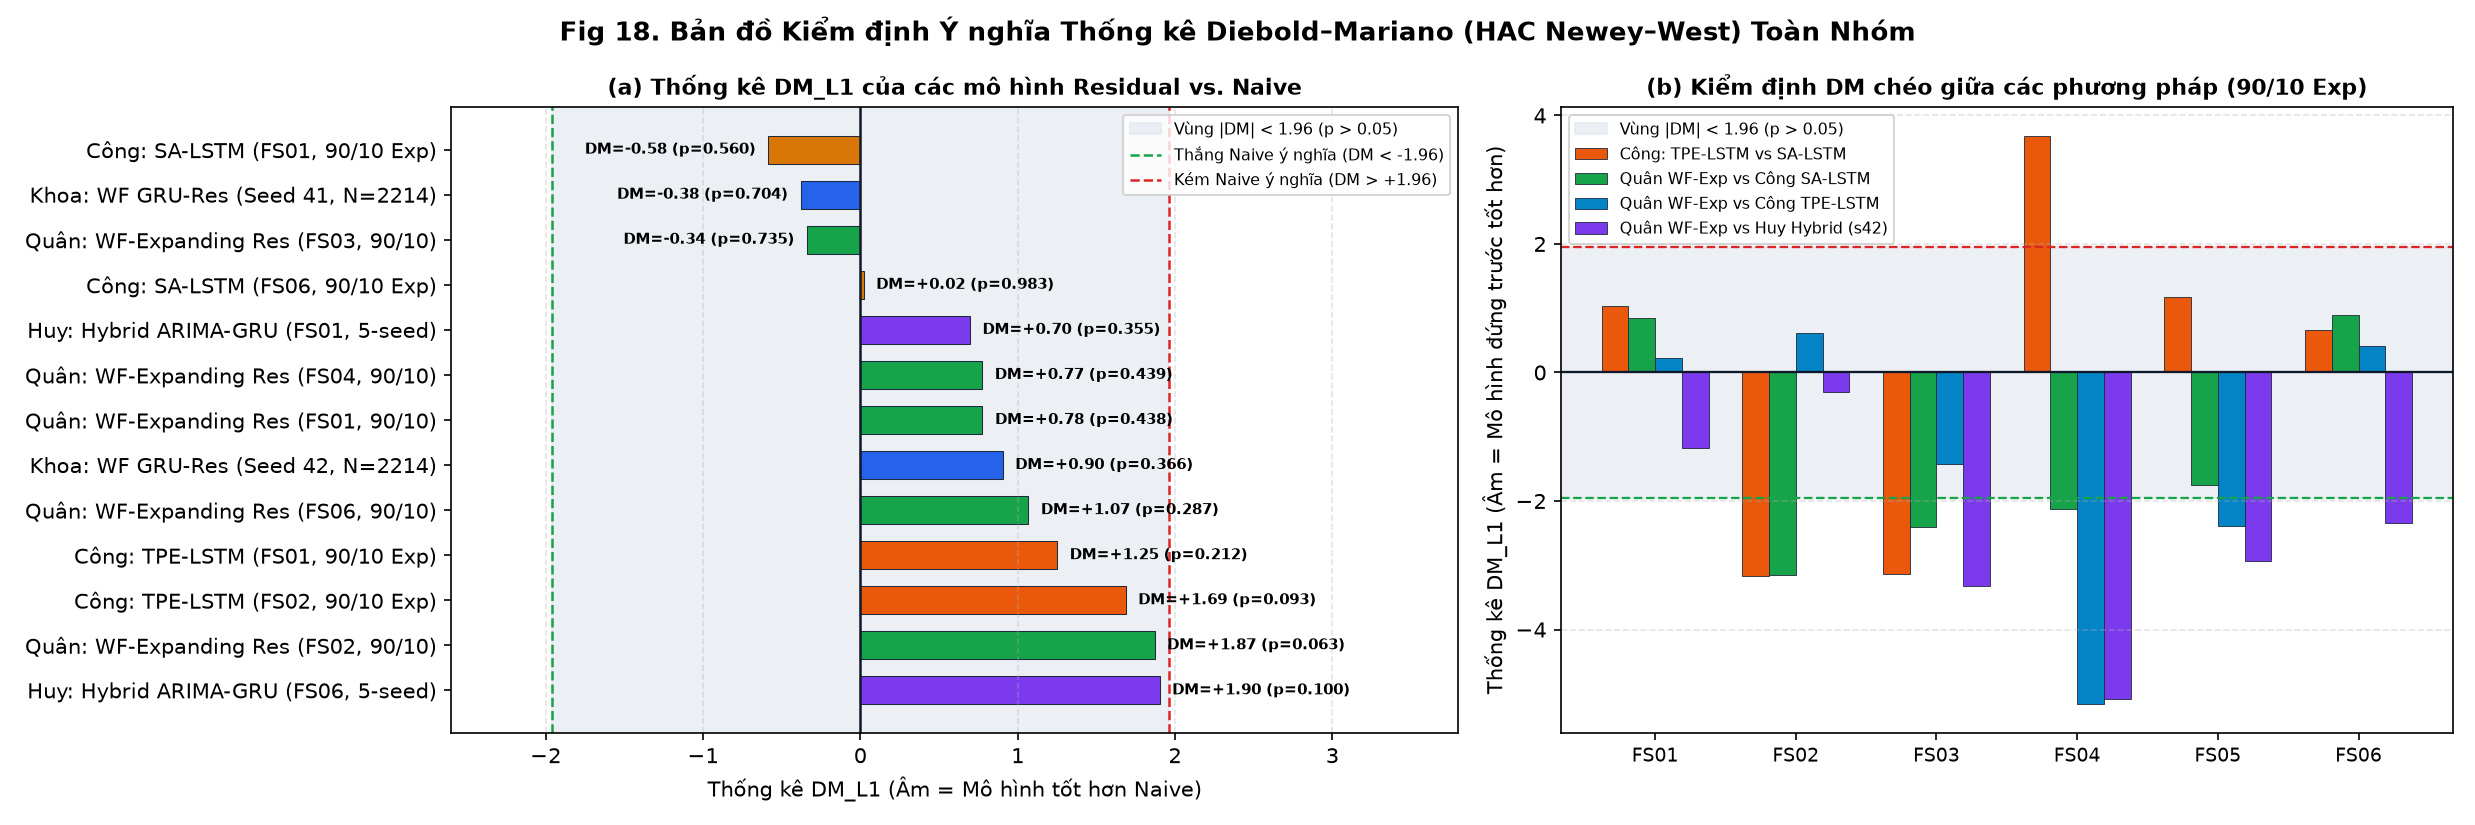 Fig 18. Bản đồ Kiểm định Ý nghĩa Thống kê Diebold–Mariano (HAC Newey–West) Toàn Nhóm
(a) Thống kê DM_L1 của các mô hình Residual vs. Naive
Công: SA-LSTM (FS01, 90/10 Exp)
Khoa: WF GRU-Res (Seed 41, N=2214)
Quân: WF-Expanding Res (FS03, 90/10)
Công: SA-LSTM (FS06, 90/10 Exp)
Huy: Hybrid ARIMA-GRU (FS01, 5-seed)
Quân: WF-Expanding Res (FS04, 90/10)
Quân: WF-Expanding Res (FS01, 90/10)
Khoa: WF GRU-Res (Seed 42, N=2214)
Quân: WF-Expanding Res (FS06, 90/10)
Công: TPE-LSTM (FS01, 90/10 Exp)
Công: TPE-LSTM (FS02, 90/10 Exp)
Quân: WF-Expanding Res (FS02, 90/10)
Huy: Hybrid ARIMA-GRU (FS06, 5-seed)
DM=-0.58 (p=0.560)
DM=-0.38 (p=0.704)
DM=-0.34 (p=0.735)
DM=+0.02 (p=0.983)
DM=+0.70 (p=0.355)
DM=+0.77 (p=0.439)
DM=+0.78 (p=0.438)
DM=+0.90 (p=0.366)
DM=+1.07 (p=0.287)
DM=+1.25 (p=0.212)
DM=+1.69 (p=0.093)
DM=+1.87 (p=0.063)
DM=+1.90 (p=0.100)
Vùng |DM| < 1.96 (p > 0.05)
Thắng Naive ý nghĩa (DM < -1.96)
Kém Naive ý nghĩa (DM > +1.96)
−2 −1 0 1 2 3
Thống kê DM_L1 (Âm = Mô hình tốt hơn Naive)
(b) Kiểm định DM chéo giữa các phương pháp (90/10 Exp)
Thống kê DM_L1 (Âm = Mô hình đứng trước tốt hơn)
4
2
0
−2
−4
Vùng |DM| < 1.96 (p > 0.05)
Công: TPE-LSTM vs SA-LSTM
Quân WF-Exp vs Công SA-LSTM
Quân WF-Exp vs Công TPE-LSTM
Quân WF-Exp vs Huy Hybrid (s42)
FS01 FS02 FS03 FS04 FS05 FS06